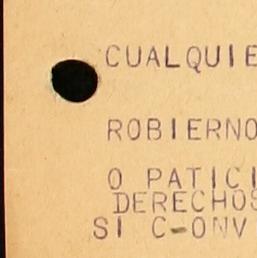 CUALQUIE
ROBIERNO
O PATICI
DERECHOS
SI C-ONV